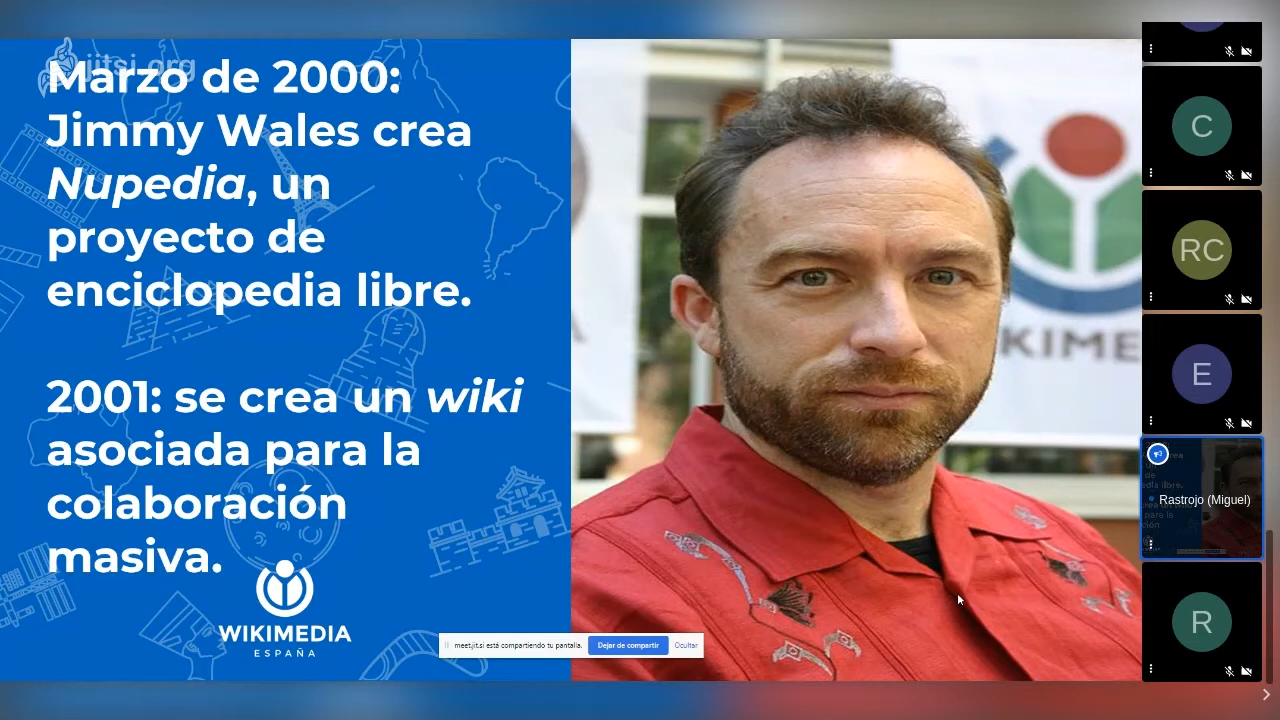 jitsi.org
Marzo de 2000:
Jimmy Wales crea
Nupedia, un
proyecto de
enciclopedia libre.
2001: se crea un wiki
asociada para la
colaboración
masiva.
WIKIMEDIA
ESPAÑA
KIME
meet.jit.si está compartiendo tu pantalla.
Dejar de compartir
Ocultar
C
RC
E
Rastrojo (Miguel)
R